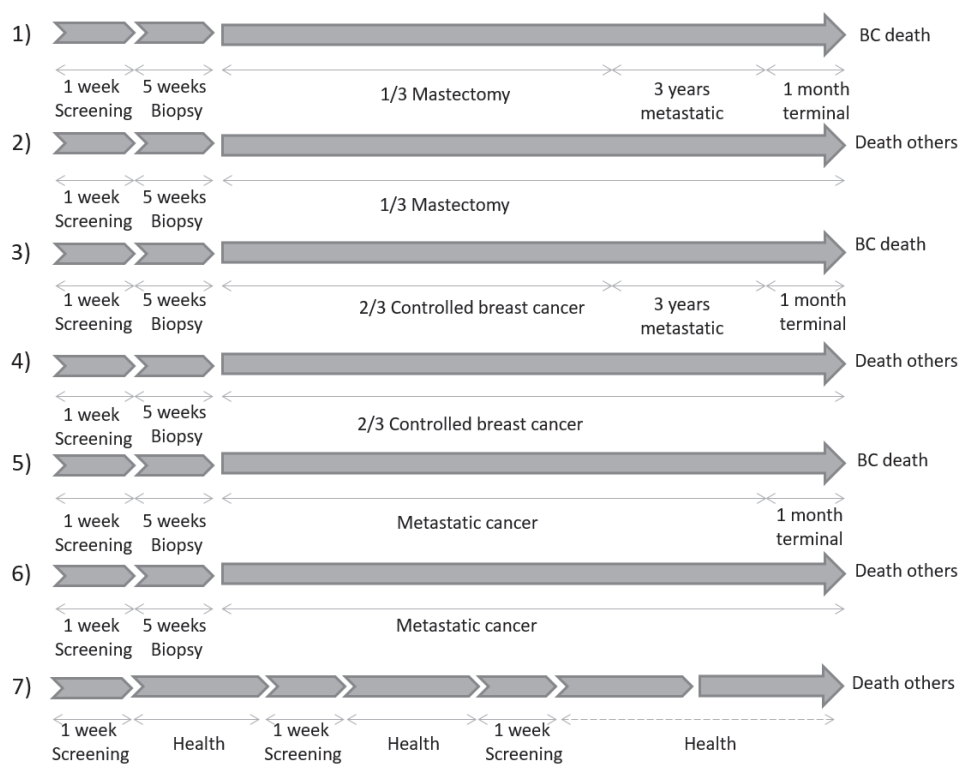 1)
BC death
1 week
Screening
5 weeks
Biopsy
1/3 Mastectomy
3 years
metastatic
1 month
terminal
2)
Death others
1 week
Screening
5 weeks
Biopsy
1/3 Mastectomy
3)
BC death
1 week
Screening
5 weeks
Biopsy
2/3 Controlled breast cancer
3 years
metastatic
1 month
terminal
4)
Death others
1 week
Screening
5 weeks
Biopsy
2/3 Controlled breast cancer
5)
BC death
1 week
Screening
5 weeks
Biopsy
Metastatic cancer
1 month
terminal
6)
Death others
1 week
Screening
5 weeks
Biopsy
Metastatic cancer
7)
Death others
1 week
Screening
Health
1 week
Screening
Health
1 week
Screening
Health